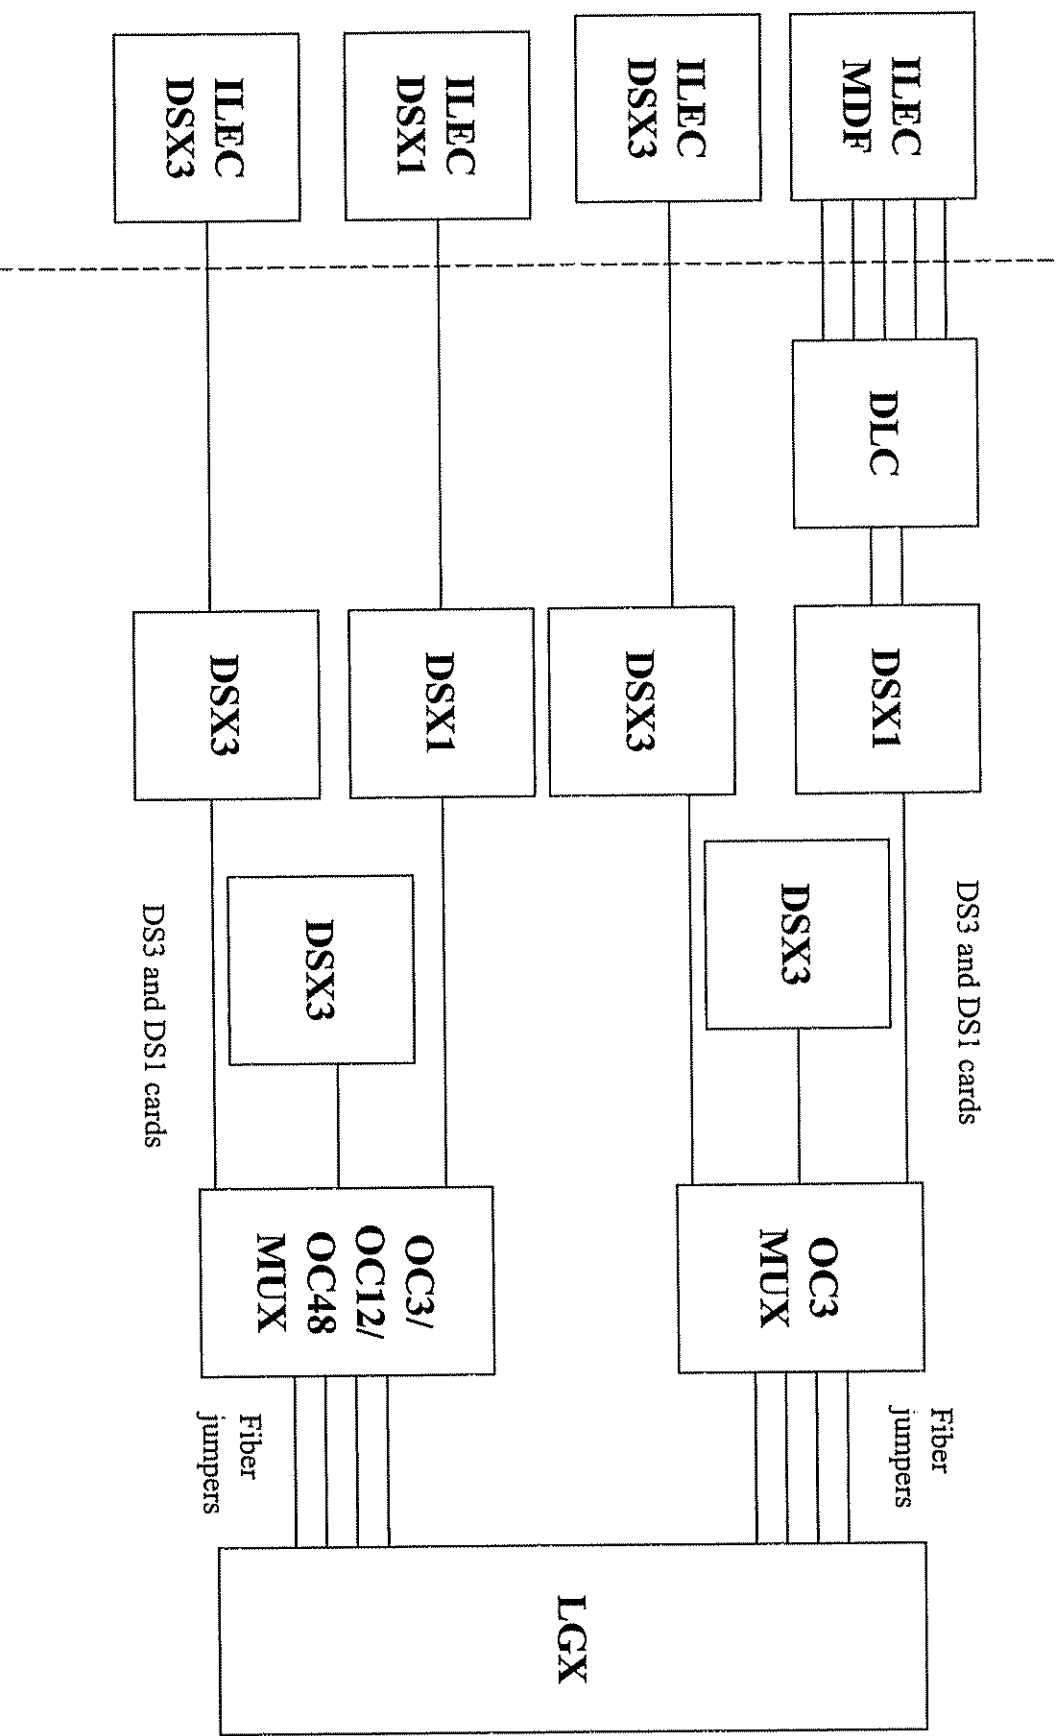 ILEC
MDF
DLC
DSX1
DS3 and DS1 cards
DSX3
OC3
MUX
Fiber
jumpers
ILEC
DSX3
DSX3
LGX
ILEC
DSX1
DSX1
DSX3
OC3/
OC12/
OC48
MUX
Fiber
jumpers
ILEC
DSX3
DSX3
DS3 and DS1 cards